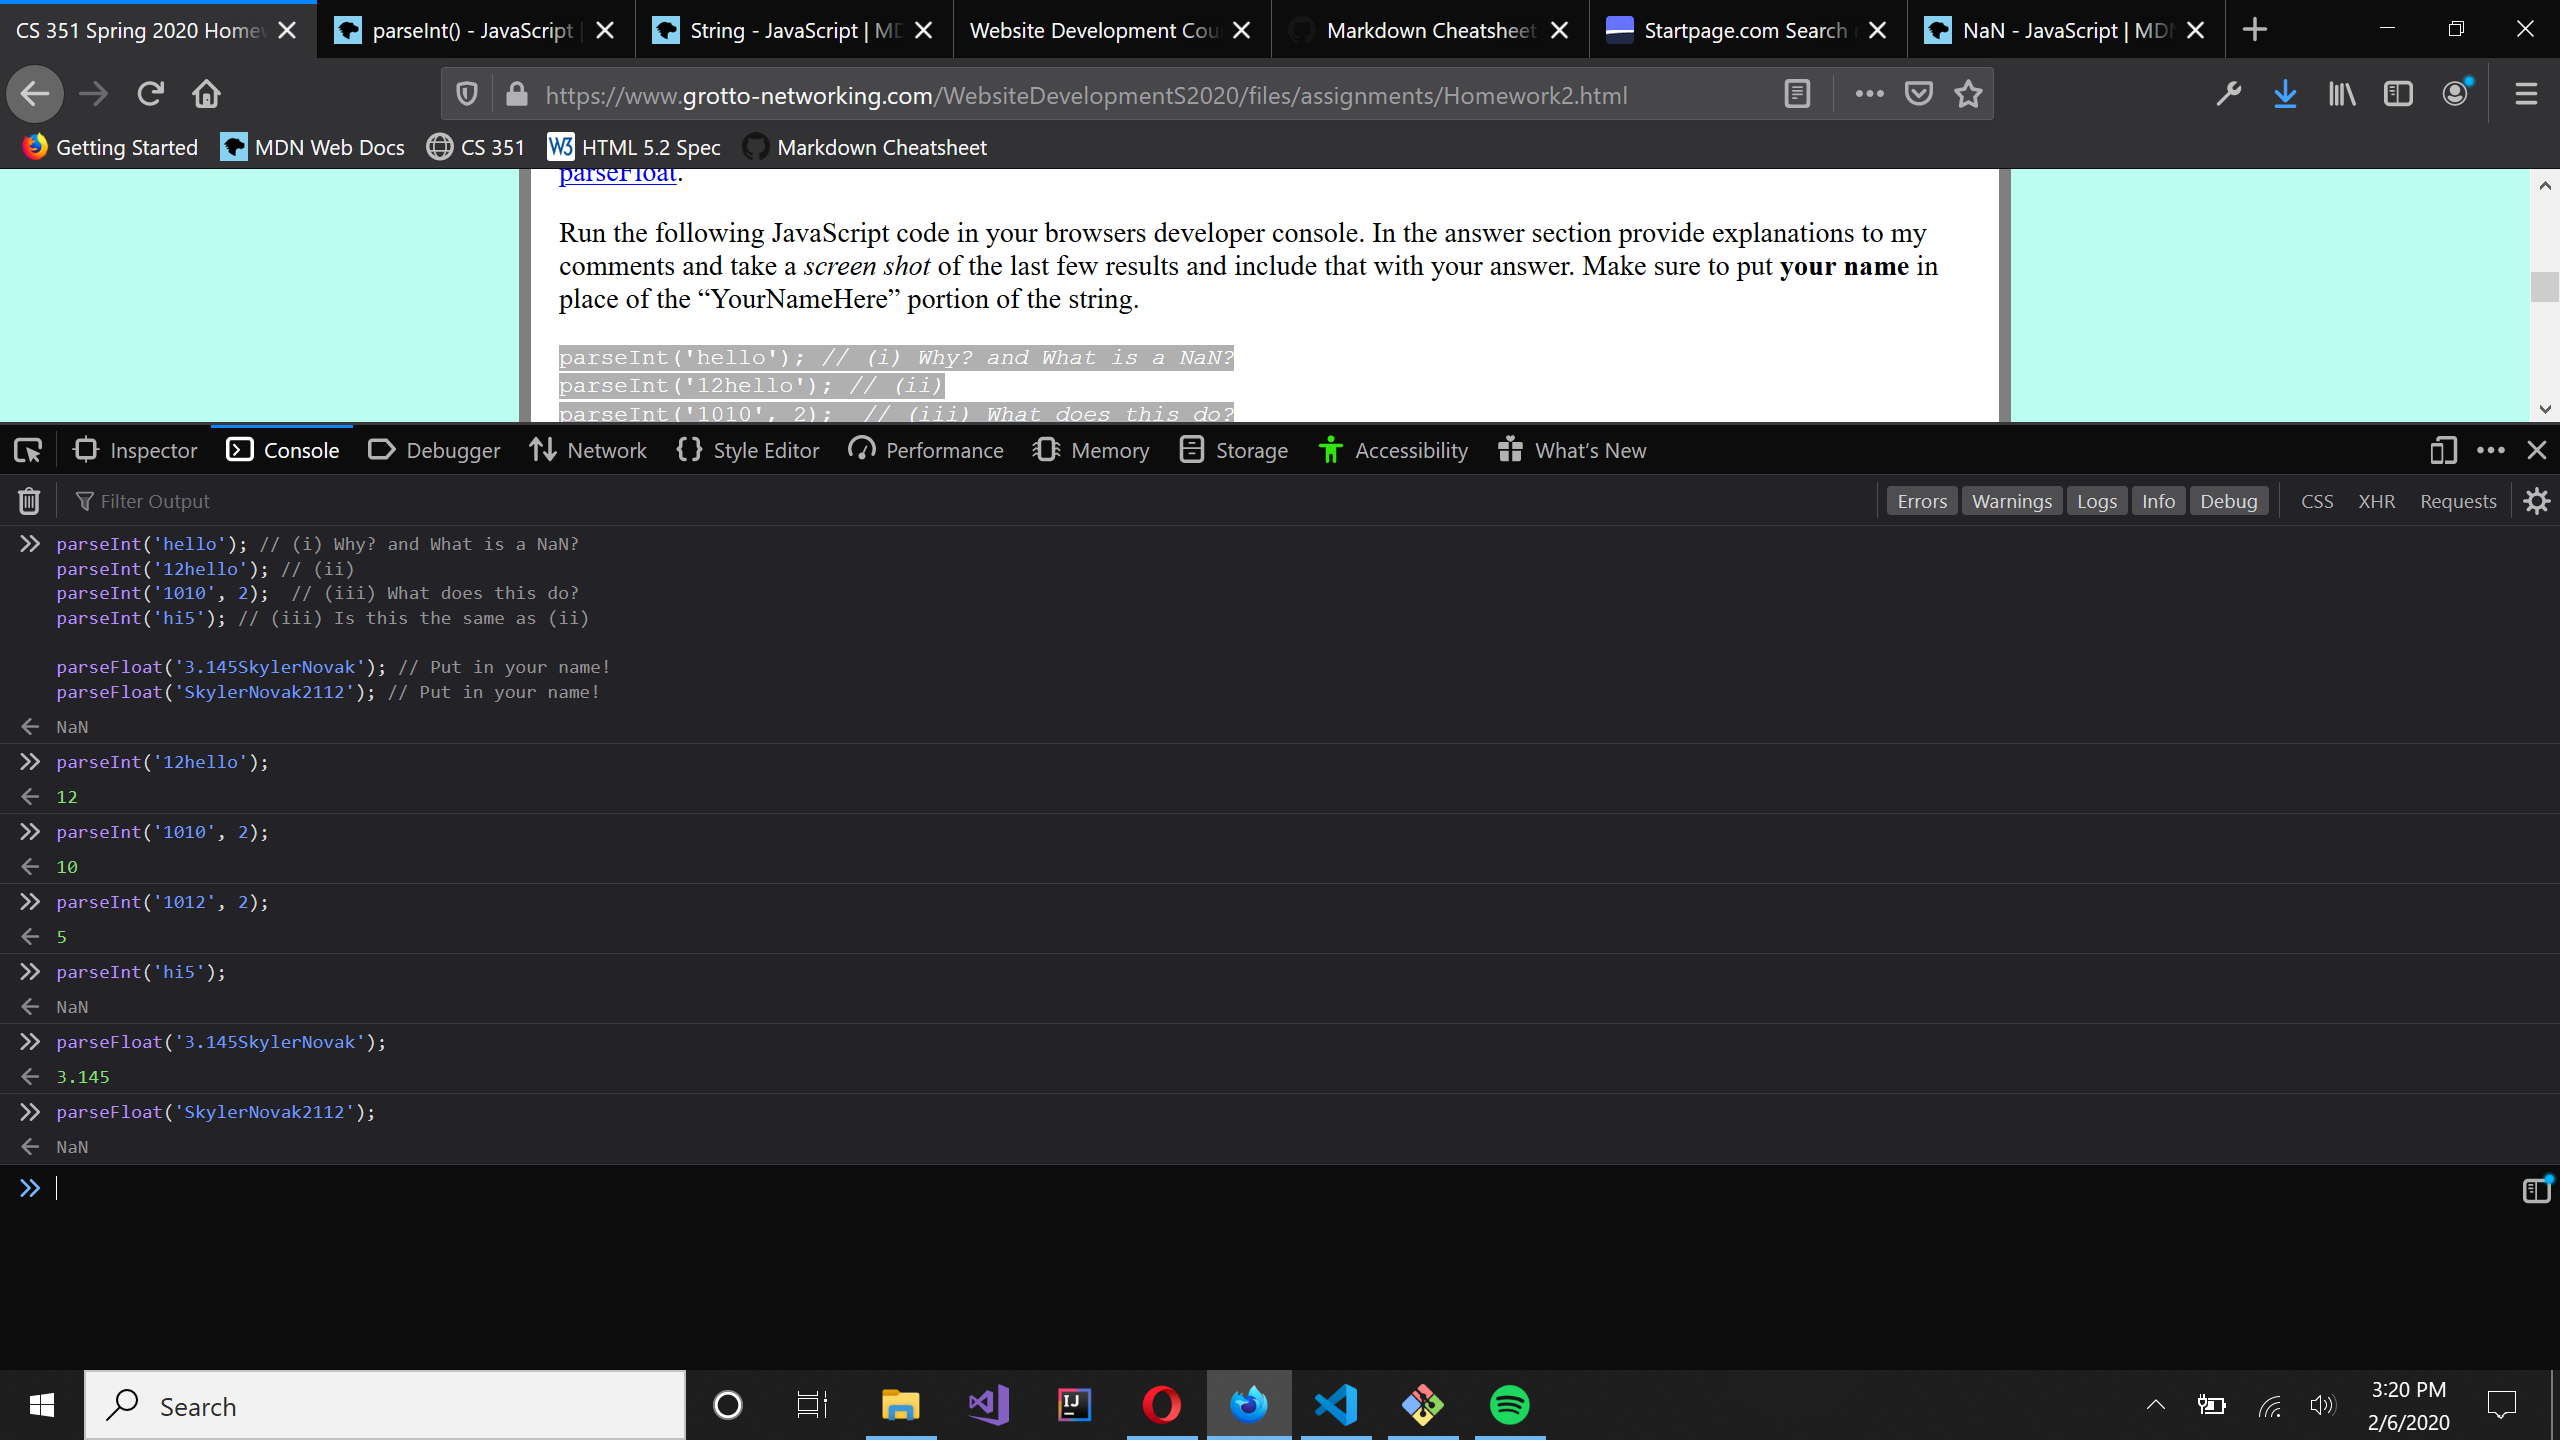 CS 351 Spring 2020 Homew
parseInt() - JavaScript |
String - JavaScript | MD
Website Development Cou
Markdown Cheatsheet
Startpage.com Search
NaN - JavaScript | MDN
https://www.grotto-networking.com/WebsiteDevelopmentS2020/files/assignments/Homework2.html
Getting Started
MDN Web Docs
CS 351
W3 HTML 5.2 Spec
Markdown Cheatsheet
parseFloat.
Run the following JavaScript code in your browsers developer console. In the answer section provide explanations to my
comments and take a screen shot of the last few results and include that with your answer. Make sure to put your name in
place of the “YourNameHere” portion of the string.
parseInt('hello'); // (i) Why? and What is a NaN?
parseInt('12hello'); // (ii)
parseInt('1010', 2);  // (iii) What does this do?
Inspector
Console
Debugger
Network
Style Editor
Performance
Memory
Storage
Accessibility
What's New
Filter Output
Errors
Warnings
Logs
Info
Debug
CSS
XHR
Requests
parseInt('hello'); // (i) Why? and What is a NaN?
parseInt('12hello'); // (ii)
parseInt('1010', 2);  // (iii) What does this do?
parseInt('hi5'); // (iii) Is this the same as (ii)
parseFloat('3.145SkylerNovak'); // Put in your name!
parseFloat('SkylerNovak2112'); // Put in your name!
NaN
parseInt('12hello');
12
parseInt('1010', 2);
10
parseInt('1012', 2);
5
parseInt('hi5');
NaN
parseFloat('3.145SkylerNovak');
3.145
parseFloat('SkylerNovak2112');
NaN
Search
IJ
3:20 PM
2/6/2020